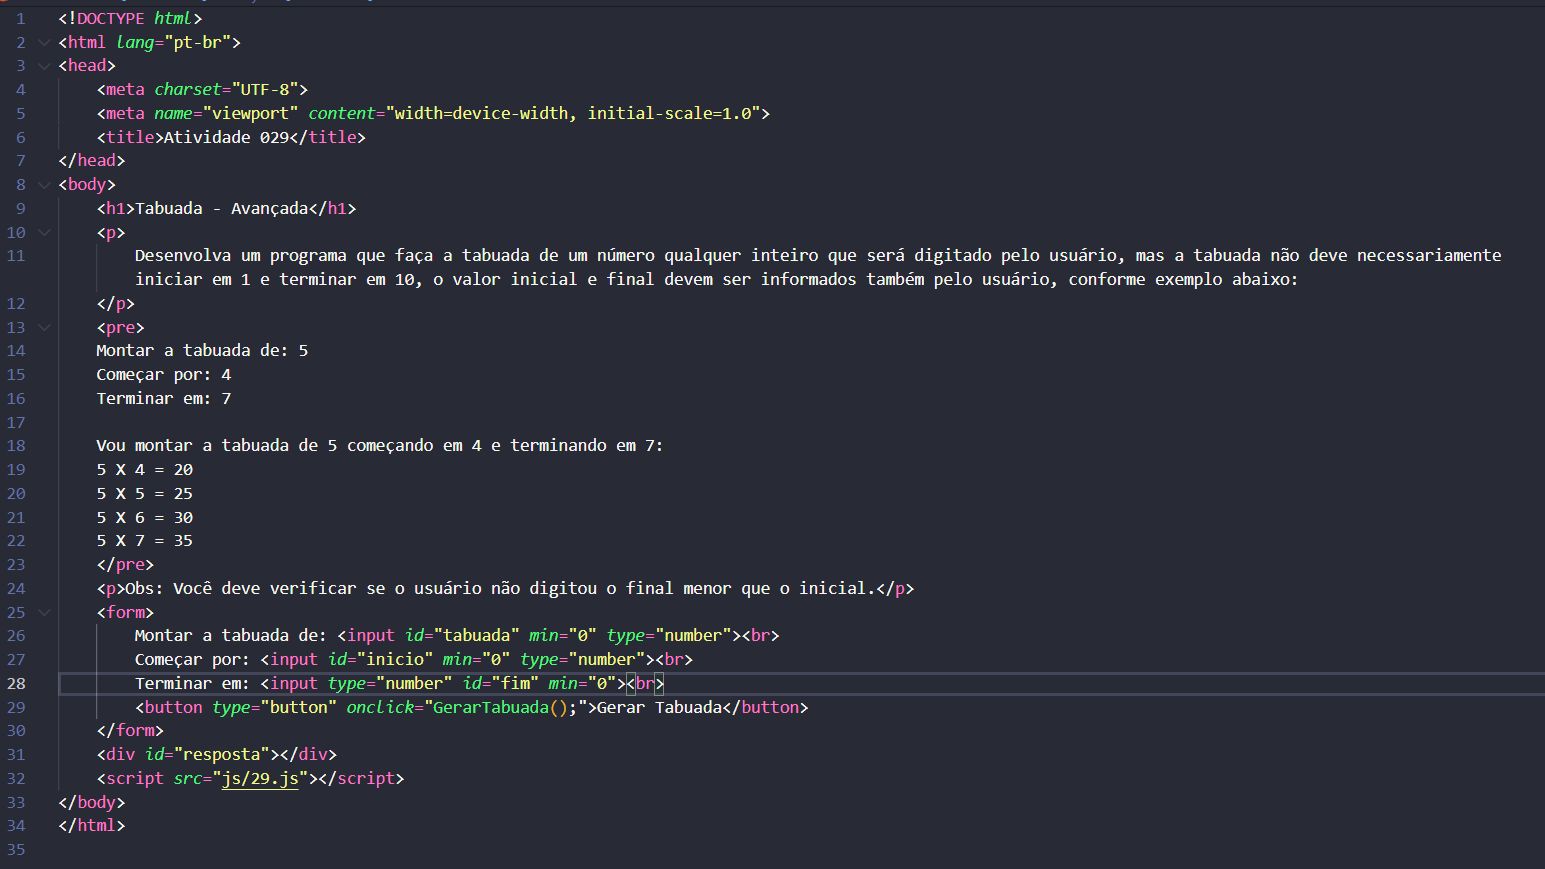 1 <!DOCTYPE html>
2 <html lang="pt-br">
3 <head>
4 <meta charset="UTF-8">
5 <meta name="viewport" content="width=device-width, initial-scale=1.0">
6 <title>Atividade 029</title>
7 </head>
8 <body>
9 <h1>Tabuada - Avançada</h1>
10 <p>
11 Desenvolva um programa que faça a tabuada de um número qualquer inteiro que será digitado pelo usuário, mas a tabuada não deve necessariamente
iniciar em 1 e terminar em 10, o valor inicial e final devem ser informados também pelo usuário, conforme exemplo abaixo:
12 </p>
13 <pre>
14 Montar a tabuada de: 5
15 Começar por: 4
16 Terminar em: 7
17
18 Vou montar a tabuada de 5 começando em 4 e terminando em 7:
19 5 X 4 = 20
20 5 X 5 = 25
21 5 X 6 = 30
22 5 X 7 = 35
23 </pre>
24 <p>Obs: Você deve verificar se o usuário não digitou o final menor que o inicial.</p>
25 <form>
26 Montar a tabuada de: <input id="tabuada" min="0" type="number"><br>
27 Começar por: <input id="inicio" min="0" type="number"><br>
28 Terminar em: <input type="number" id="fim" min="0"><br>
29 <button type="button" onclick="GerarTabuada();">Gerar Tabuada</button>
30 </form>
31 <div id="resposta"></div>
32 <script src="js/29.js"></script>
33 </body>
34 </html>
35